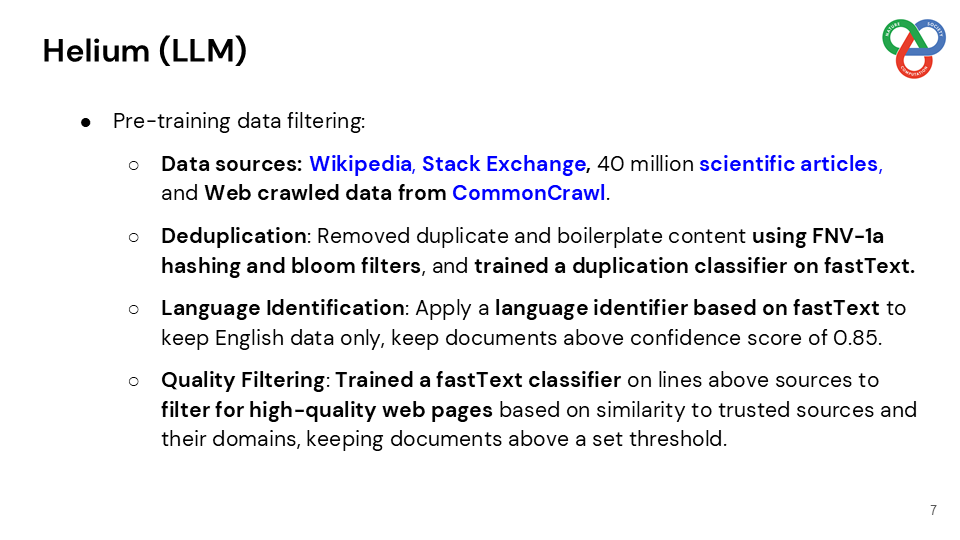 Helium (LLM)
NATURE
SOCIETY
COMPUTATION
● Pre-training data filtering:
○ Data sources: Wikipedia, Stack Exchange, 40 million scientific articles,
and Web crawled data from CommonCrawl.
○ Deduplication: Removed duplicate and boilerplate content using FNV-1a
hashing and bloom filters, and trained a duplication classifier on fastText.
○ Language Identification: Apply a language identifier based on fastText to
keep English data only, keep documents above confidence score of 0.85.
○ Quality Filtering: Trained a fastText classifier on lines above sources to
filter for high-quality web pages based on similarity to trusted sources and
their domains, keeping documents above a set threshold.
7